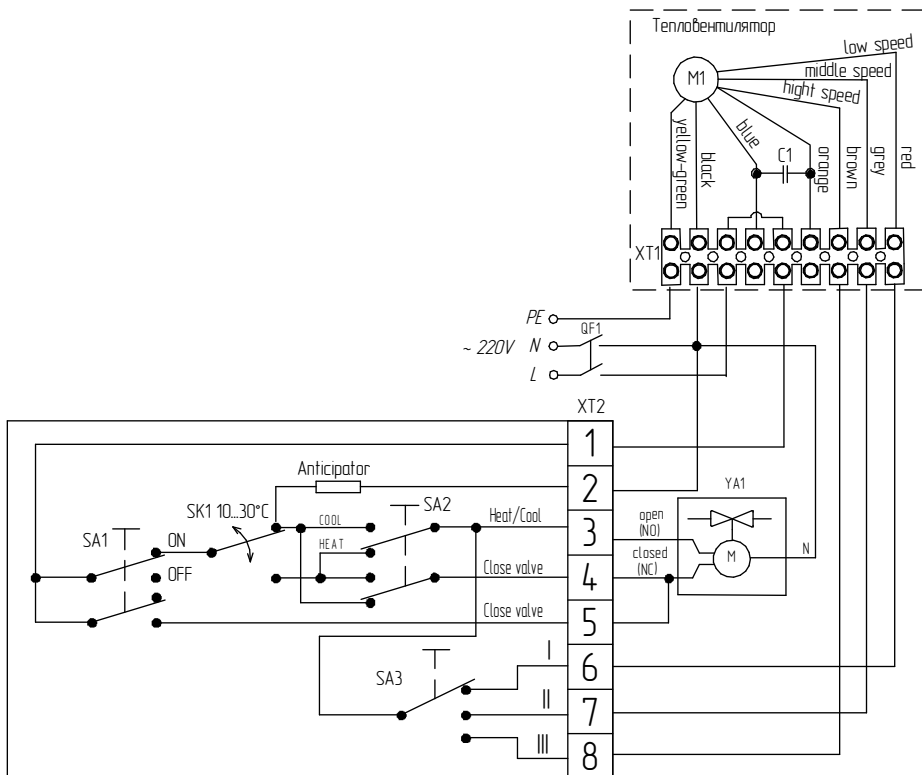 Тепловентилятор
low speed
middle speed
hight speed
M1
yellow-green
black
blue
C1
orange
brown
grey
red
XT1
PE
QF1
~ 220V N
L
XT2
1
Anticipator
2
SK1 10...30°C
SA2
YA1
SA1
ON
COOL
Heat/Cool
3
open
(NO)
HEAT
OFF
closed
(NC)
M
N
Close valve
4
Close valve
5
I
6
SA3
II
7
III
8